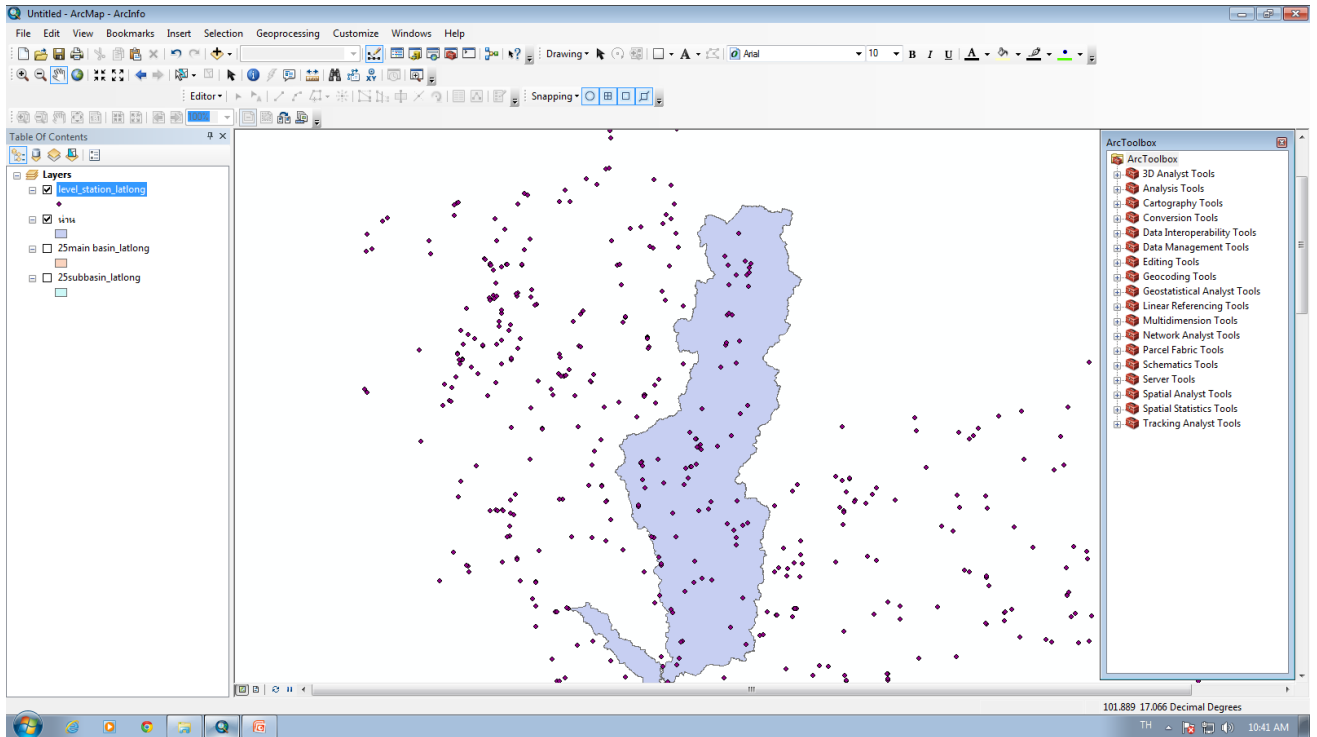 Untitled - ArcMap - ArcInfo
File Edit View Bookmarks Insert Selection Geoprocessing Customize Windows Help
Drawing A Arial 10 B I U A
Editor Snapping
100%
Table Of Contents
Layers
level_station_latlong
น่าน
25main basin_latlong
25subbasin_latlong
ArcToolbox
ArcToolbox
3D Analyst Tools
Analysis Tools
Cartography Tools
Conversion Tools
Data Interoperability Tools
Data Management Tools
Editing Tools
Geocoding Tools
Geostatistical Analyst Tools
Linear Referencing Tools
Multidimension Tools
Network Analyst Tools
Parcel Fabric Tools
Schematics Tools
Server Tools
Spatial Analyst Tools
Spatial Statistics Tools
Tracking Analyst Tools
101.889 17.066 Decimal Degrees
TH 10:41 AM